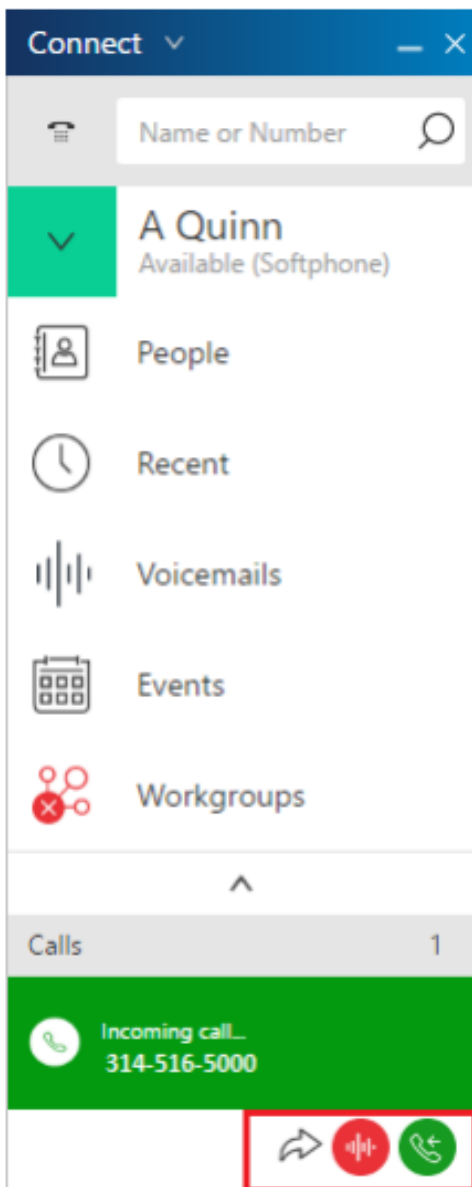 Connect
Name or Number
A Quinn
Available (Softphone)
People
Recent
Voicemails
Events
Workgroups
Calls 1
Incoming call...
314-516-5000